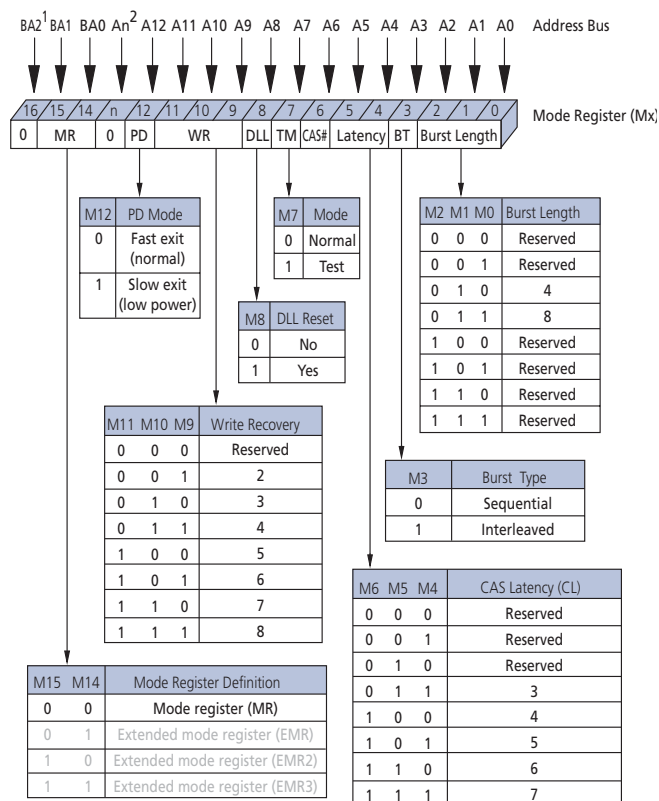 BA2¹ BA1 BA0 An² A12 A11 A10 A9 A8 A7 A6 A5 A4 A3 A2 A1 A0 Address Bus
16 15 14 n 12 11 10 9 8 7 6 5 4 3 2 1 0 Mode Register (Mx)
0 MR 0 PD WR DLL TM CAS# Latency BT Burst Length
M12 PD Mode
0 Fast exit
(normal)
1 Slow exit
(low power)
M7 Mode
0 Normal
1 Test
M2 M1 M0 Burst Length
0 0 0 Reserved
0 0 1 Reserved
0 1 0 4
0 1 1 8
1 0 0 Reserved
1 0 1 Reserved
1 1 0 Reserved
1 1 1 Reserved
M8 DLL Reset
0 No
1 Yes
M11 M10 M9 Write Recovery
0 0 0 Reserved
0 0 1 2
0 1 0 3
0 1 1 4
1 0 0 5
1 0 1 6
1 1 0 7
1 1 1 8
M3 Burst Type
0 Sequential
1 Interleaved
M6 M5 M4 CAS Latency (CL)
0 0 0 Reserved
0 0 1 Reserved
0 1 0 Reserved
0 1 1 3
1 0 0 4
1 0 1 5
1 1 0 6
1 1 1 7
M15 M14 Mode Register Definition
0 0 Mode register (MR)
0 1 Extended mode register (EMR)
1 0 Extended mode register (EMR2)
1 1 Extended mode register (EMR3)